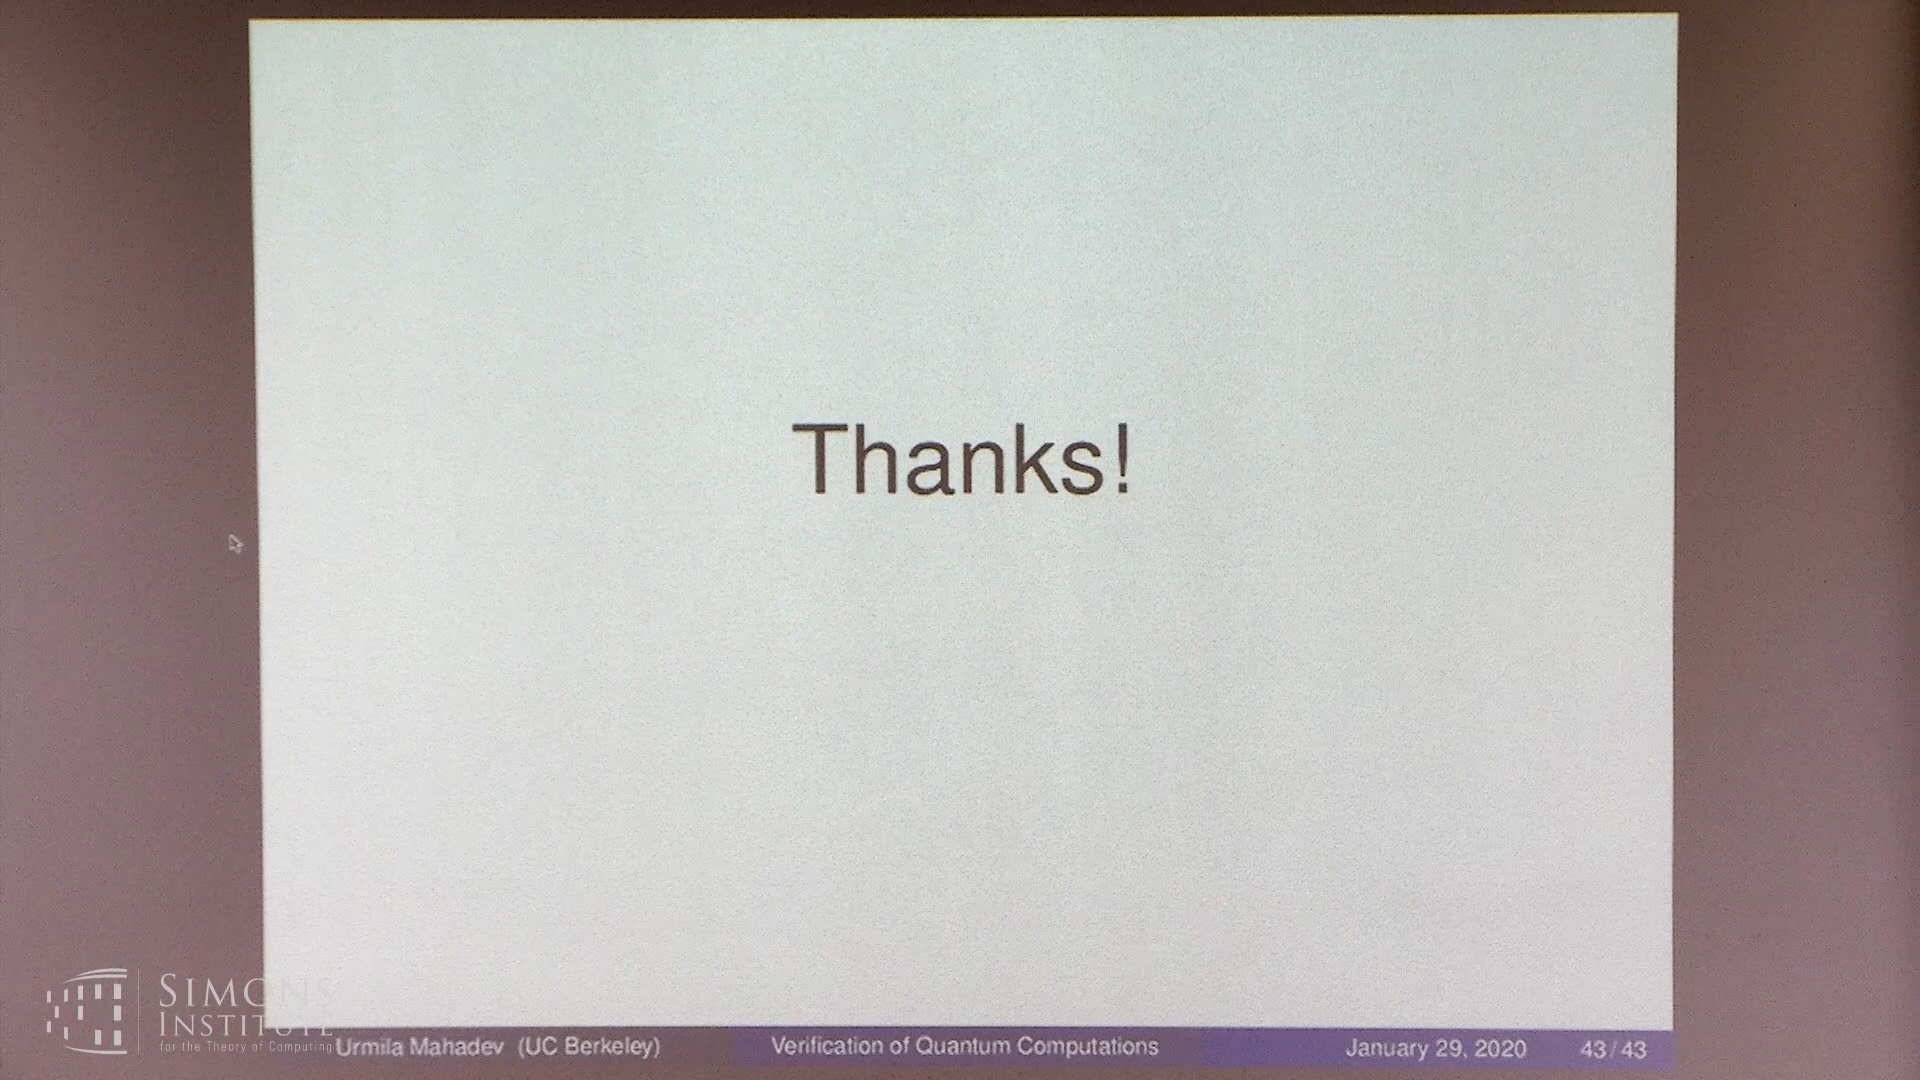 Thanks!
SIMONS
INSTITUTE
for the Theory of Computing
Urmila Mahadev (UC Berkeley) Verification of Quantum Computations January 29, 2020 43/43